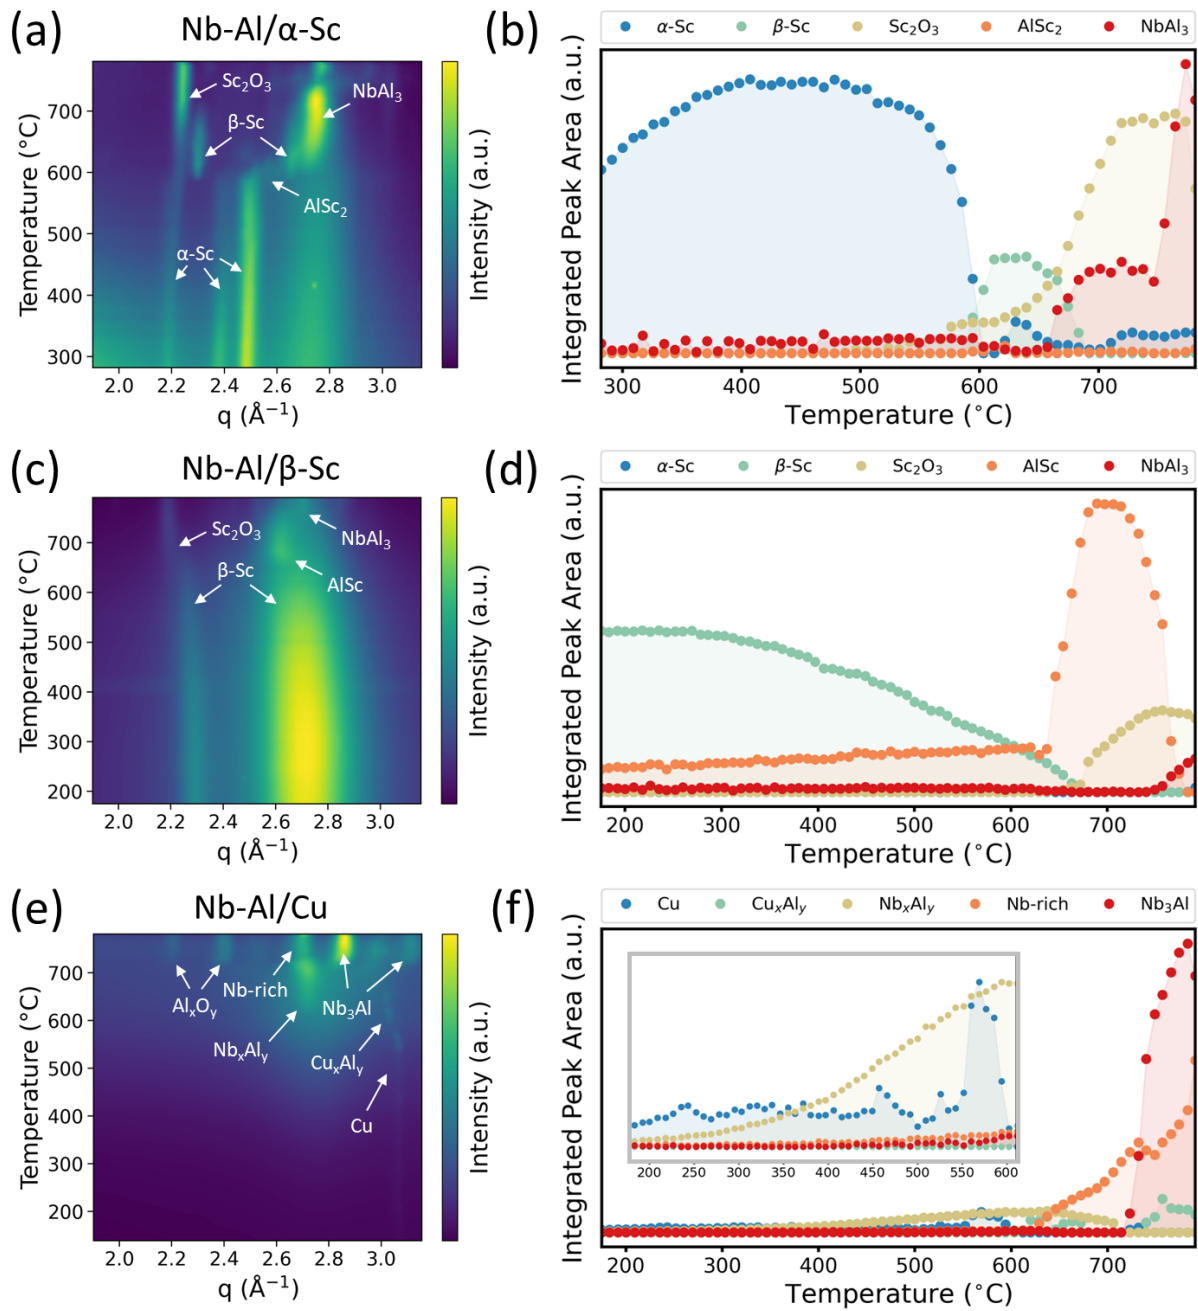 (a) Nb-Al/α-Sc
Sc₂O₃
NbAl₃
β-Sc
AlSc₂
α-Sc
700
600
500
400
300
2.0 2.2 2.4 2.6 2.8 3.0
Temperature (°C)
q (Å⁻¹)
Intensity (a.u.)
(b)
α-Sc β-Sc Sc₂O₃ AlSc₂ NbAl₃
Integrated Peak Area (a.u.)
300 400 500 600 700
Temperature (°C)
(c) Nb-Al/β-Sc
Sc₂O₃
NbAl₃
β-Sc
AlSc
700
600
500
400
300
200
2.0 2.2 2.4 2.6 2.8 3.0
Temperature (°C)
q (Å⁻¹)
Intensity (a.u.)
(d)
α-Sc β-Sc Sc₂O₃ AlSc NbAl₃
Integrated Peak Area (a.u.)
200 300 400 500 600 700
Temperature (°C)
(e) Nb-Al/Cu
AlₓOᵧ
Nb-rich
Nb₃Al
NbₓAlᵧ
CuₓAlᵧ
Cu
700
600
500
400
300
200
2.0 2.2 2.4 2.6 2.8 3.0
Temperature (°C)
q (Å⁻¹)
Intensity (a.u.)
(f)
Cu CuₓAlᵧ NbₓAlᵧ Nb-rich Nb₃Al
Integrated Peak Area (a.u.)
200 250 300 350 400 450 500 550 600
200 300 400 500 600 700
Temperature (°C)